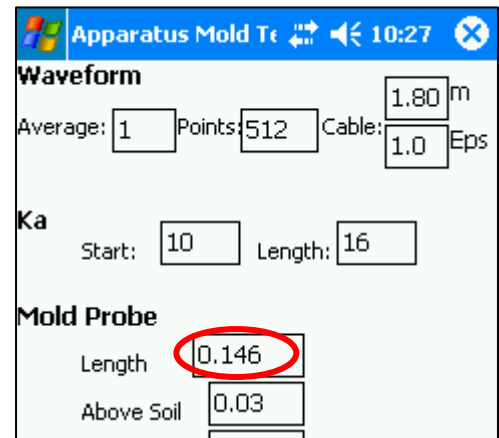 Apparatus Mold Te 10:27
Waveform
Average: 1 Points: 512 Cable: 1.80 m
1.0 Eps
Ka
Start: 10 Length: 16
Mold Probe
Length 0.146
Above Soil 0.03